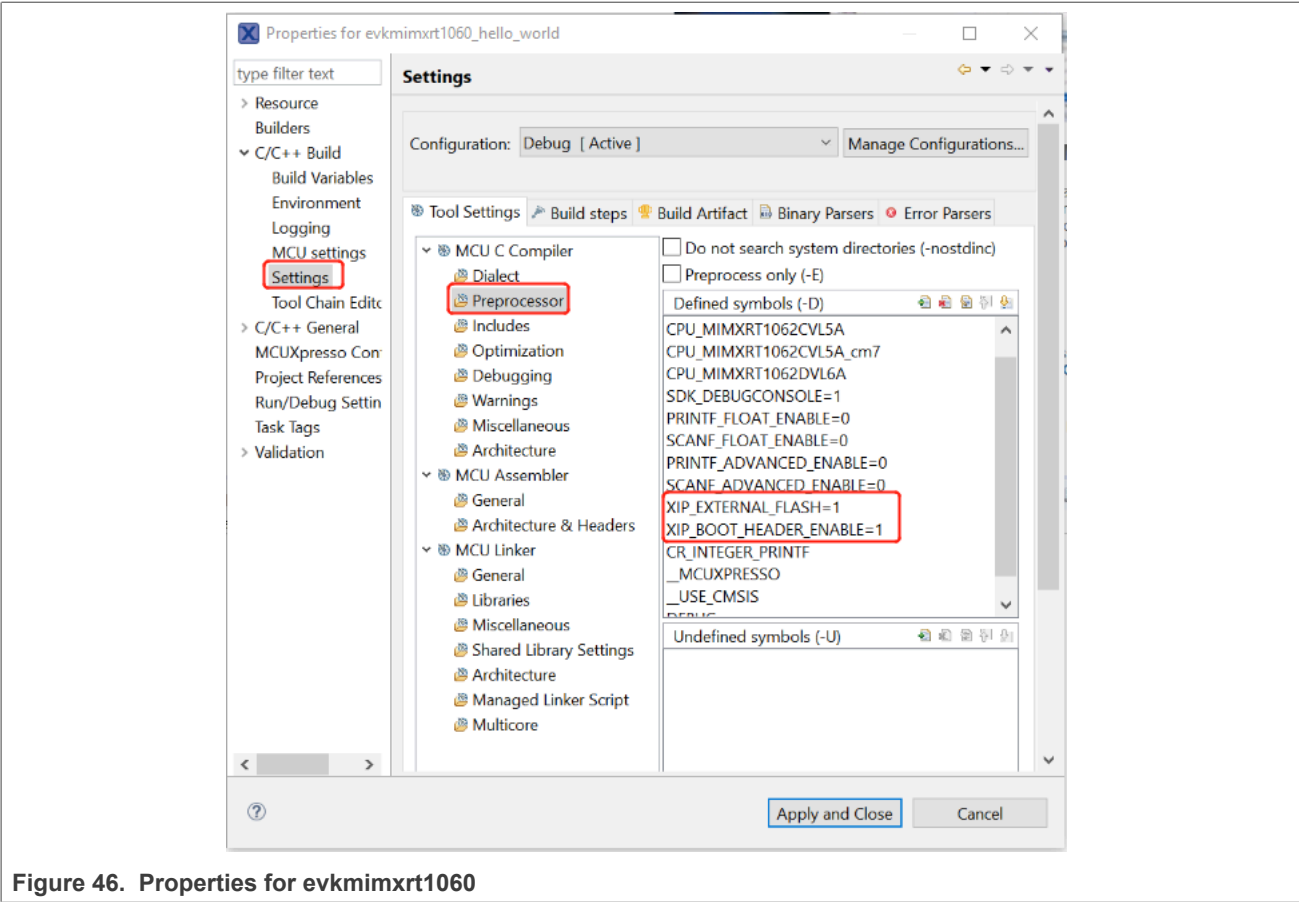 Properties for evkmimxrt1060_hello_world
type filter text
Resource
Builders
C/C++ Build
Build Variables
Environment
Logging
MCU settings
Settings
Tool Chain Edito
C/C++ General
MCUXpresso Con
Project References
Run/Debug Settin
Task Tags
Validation
Settings
Configuration: Debug [ Active ] Manage Configurations...
Tool Settings Build steps Build Artifact Binary Parsers Error Parsers
MCU C Compiler
Dialect
Preprocessor
Includes
Optimization
Debugging
Warnings
Miscellaneous
Architecture
MCU Assembler
General
Architecture & Headers
MCU Linker
General
Libraries
Miscellaneous
Shared Library Settings
Architecture
Managed Linker Script
Multicore
Do not search system directories (-nostdinc)
Preprocess only (-E)
Defined symbols (-D)
CPU_MIMXRT1062CVL5A
CPU_MIMXRT1062CVL5A_cm7
CPU_MIMXRT1062DVL6A
SDK_DEBUGCONSOLE=1
PRINTF_FLOAT_ENABLE=0
SCANF_FLOAT_ENABLE=0
PRINTF_ADVANCED_ENABLE=0
SCANF_ADVANCED_ENABLE=0
XIP_EXTERNAL_FLASH=1
XIP_BOOT_HEADER_ENABLE=1
CR_INTEGER_PRINTF
__MCUXPRESSO
__USE_CMSIS
DEBUG
Undefined symbols (-U)
Apply and Close Cancel
Figure 46. Properties for evkmimxrt1060